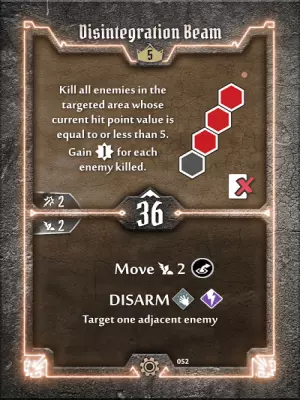 Disintegration Beam
5
Kill all enemies in the
targeted area whose
current hit point value is
equal to or less than 5.
Gain for each
enemy killed.
2
36
2
Move 2
DISARM
Target one adjacent enemy
052